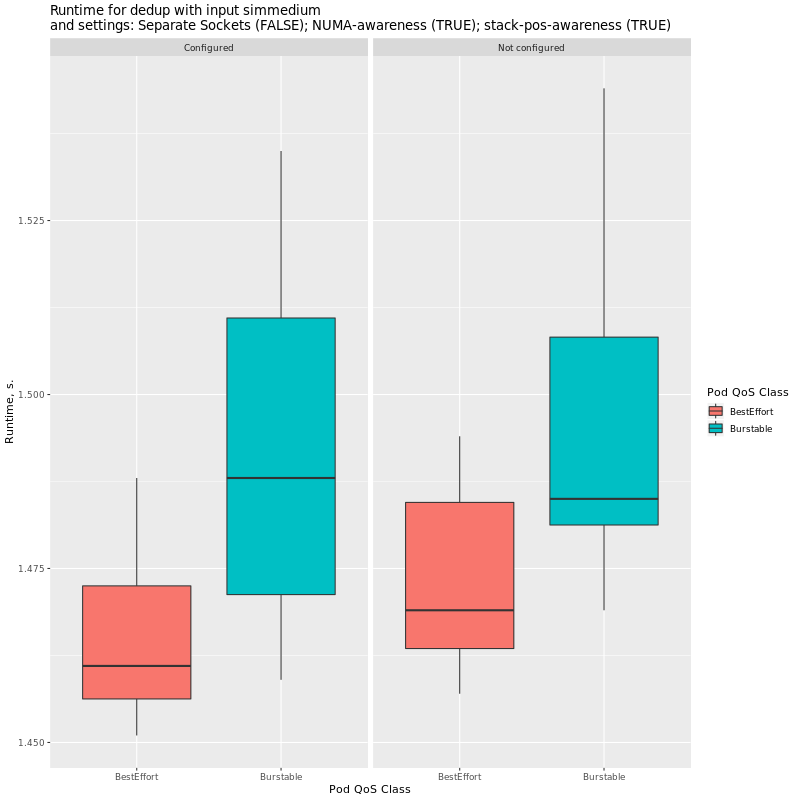 Runtime for dedup with input simmedium
and settings: Separate Sockets (FALSE); NUMA-awareness (TRUE); stack-pos-awareness (TRUE)
Configured
Not configured
1.525
1.500
1.475
1.450
Runtime, s.
BestEffort
Burstable
BestEffort
Burstable
Pod QoS Class
Pod QoS Class
BestEffort
Burstable